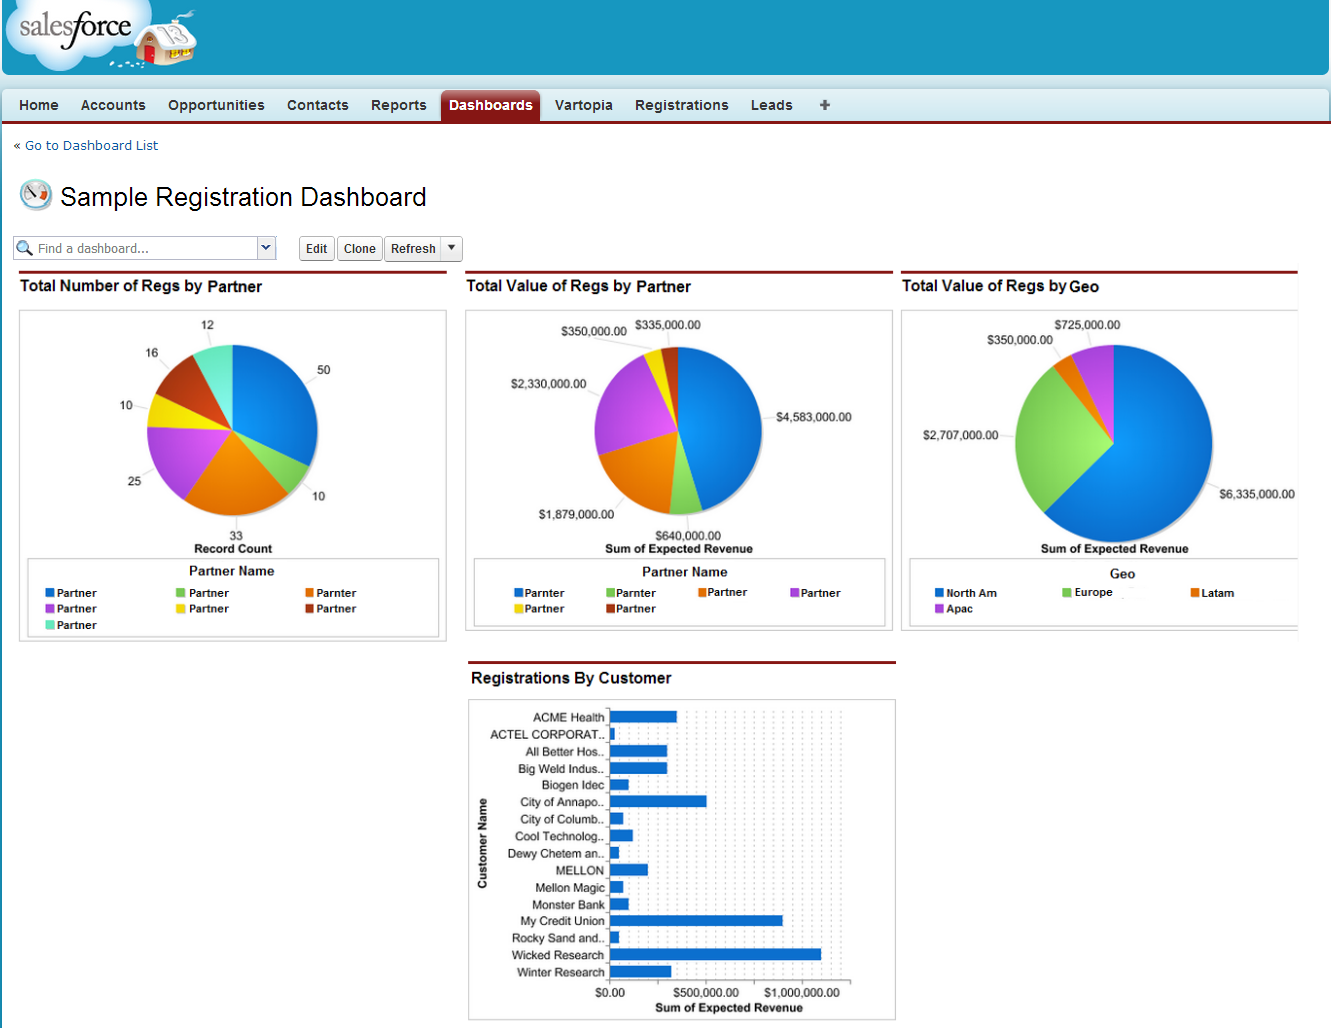 salesforce
13
Home Accounts Opportunities Contacts Reports Dashboards Vartopia Registrations Leads +
« Go to Dashboard List
Sample Registration Dashboard
Find a dashboard...
Edit Clone Refresh
Total Number of Regs by Partner
12
16
50
10
25
10
33
Record Count
Partner Name
Partner Partner Parnter
Partner Partner Partner
Partner
Total Value of Regs by Partner
$350,000.00 $335,000.00
$2,330,000.00
$4,583,000.00
$1,879,000.00
$640,000.00
Sum of Expected Revenue
Partner Name
Parnter Parnter Partner Partner
Partner Partner
Total Value of Regs by Geo
$725,000.00
$350,000.00
$2,707,000.00
$6,335,000.00
Sum of Expected Revenue
Geo
North Am Europe Latam
Apac
Registrations By Customer
Customer Name
ACME Health
ACTEL CORPORAT..
All Better Hos..
Big Weld Indus..
Biogen Idec
City of Annapo..
City of Columb..
Cool Technolog..
Dewy Chetem an..
MELLON
Mellon Magic
Monster Bank
My Credit Union
Rocky Sand and..
Wicked Research
Winter Research
$0.00 $500,000.00 $1,000,000.00
Sum of Expected Revenue